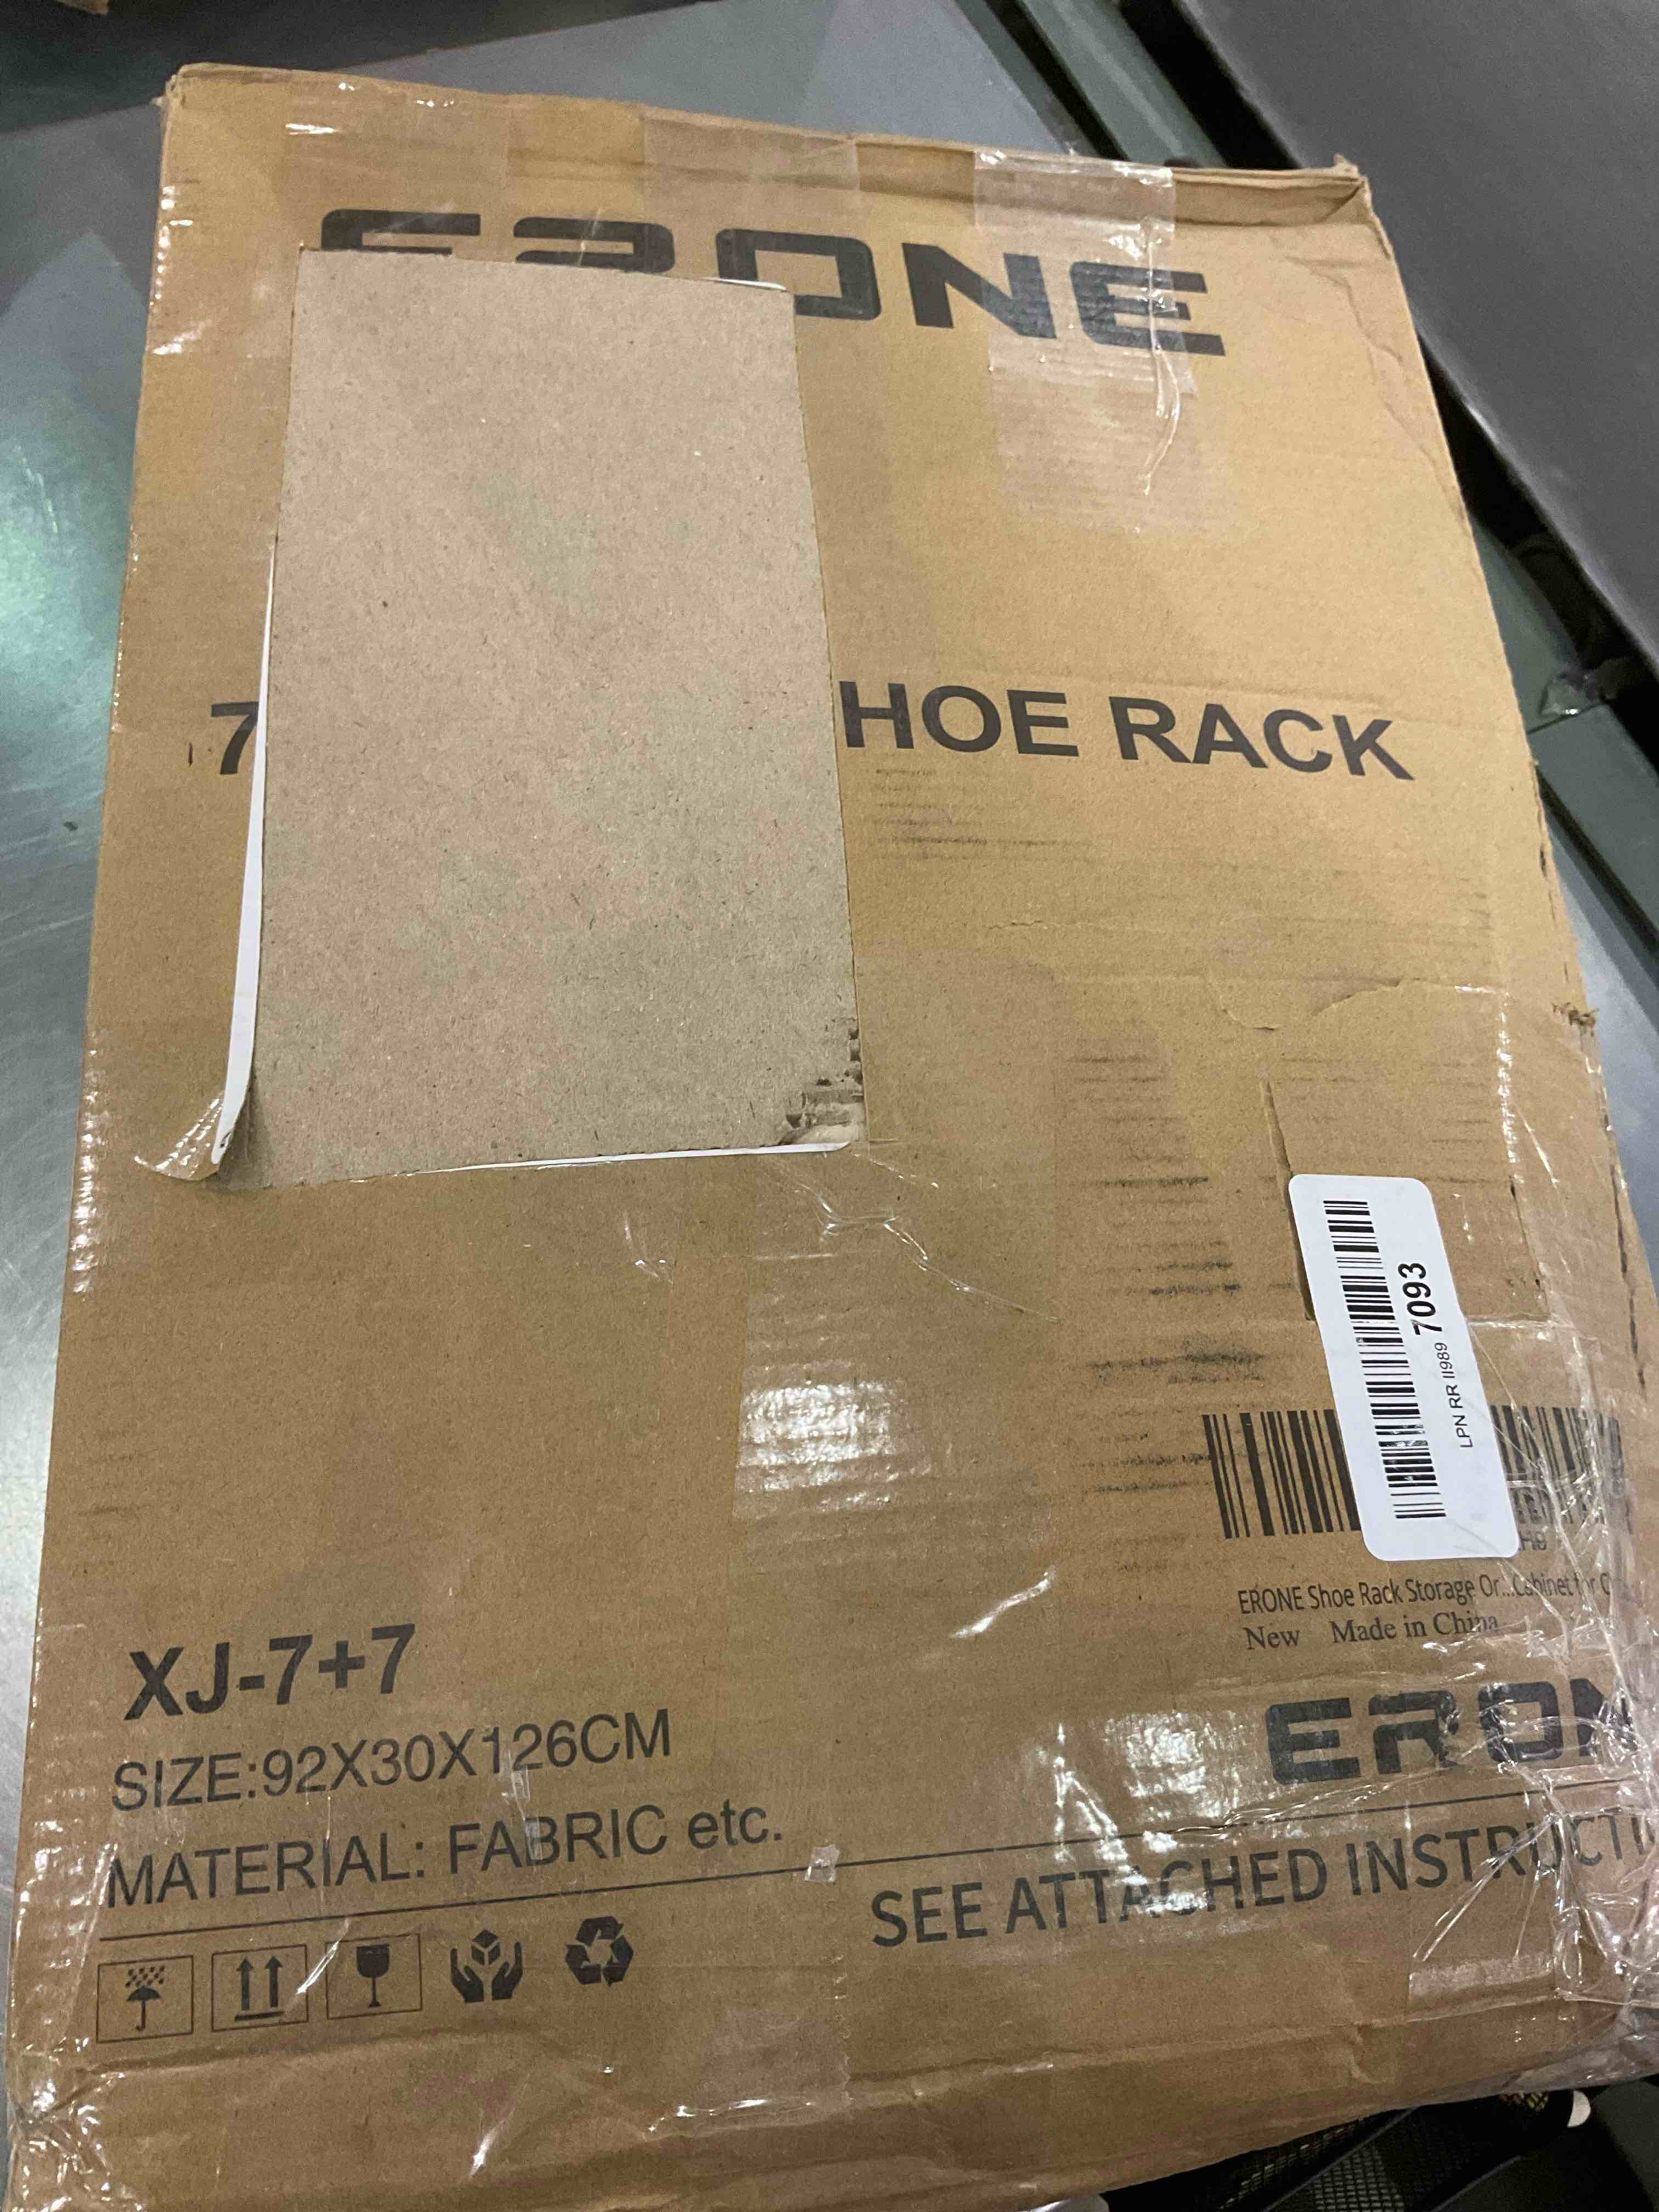 ERONE
7 HOE RACK
7093
LPN RR II989
ERONE Shoe Rack Storage Or...Cabinet for C
New Made in China
XJ-7+7
SIZE:92X30X126CM
MATERIAL: FABRIC etc.
ERON
SEE ATTACHED INSTRUCTI